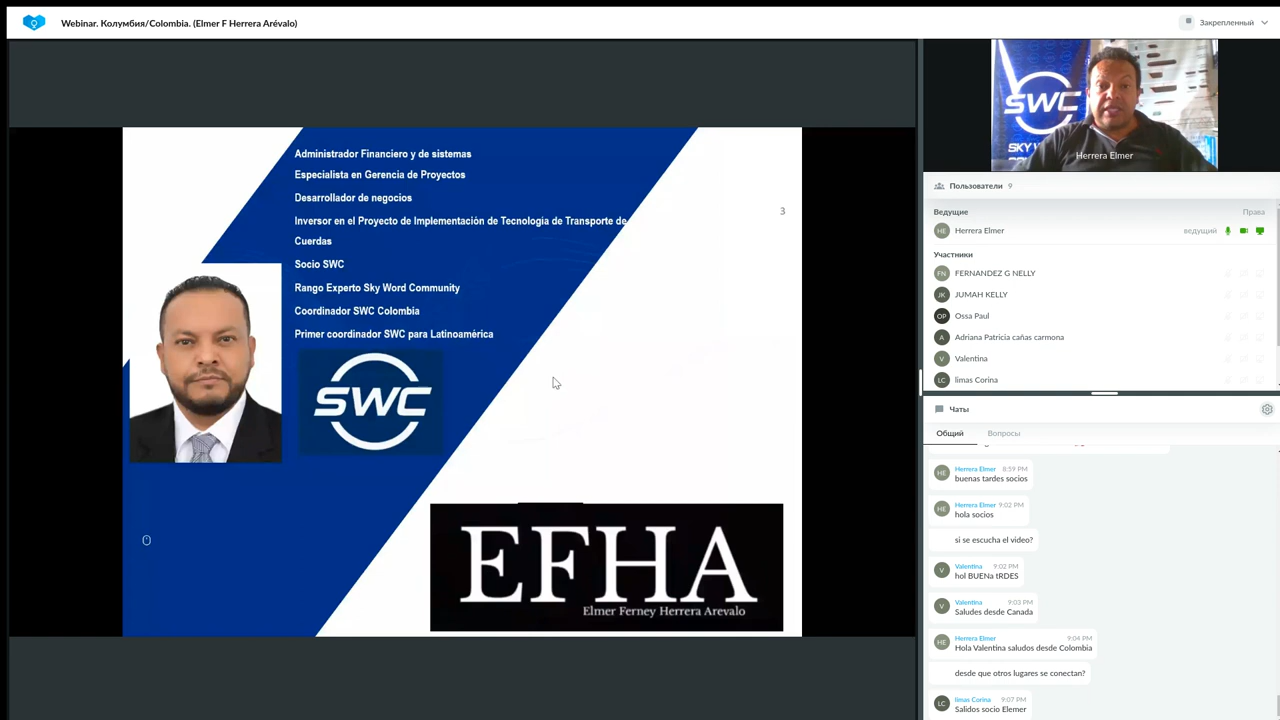 Webinar. Колумбия/Colombia. (Elmer F Herrera Arévalo)
Закрепленный
Administrador Financiero y de sistemas
Especialista en Gerencia de Proyectos
Desarrollador de negocios
Inversor en el Proyecto de Implementación de Tecnología de Transporte de
Cuerdas
Socio SWC
Rango Experto Sky Word Community
Coordinador SWC Colombia
Primer coordinador SWC para Latinoamérica
3
SWC
EFHA
Elmer Ferney Herrera Arevalo
SWC
SKY
Herrera Elmer
Пользователи 9
Ведущие
Права
HE
Herrera Elmer
ведущий
Участники
FN
FERNANDEZ G NELLY
JK
JUMAH KELLY
OP
Ossa Paul
A
Adriana Patricia cañas carmona
V
Valentina
LC
limas Corina
Чаты
Общий
Вопросы
HE
Herrera Elmer 8:59 PM
buenas tardes socios
HE
Herrera Elmer 9:02 PM
hola socios
si se escucha el video?
V
Valentina 9:02 PM
hol BUENa tRDES
V
Valentina 9:03 PM
Saludes desde Canada
HE
Herrera Elmer 9:04 PM
Hola Valentina saludos desde Colombia
desde que otros lugares se conectan?
LC
limas Corina 9:07 PM
Salidos socio Elemer